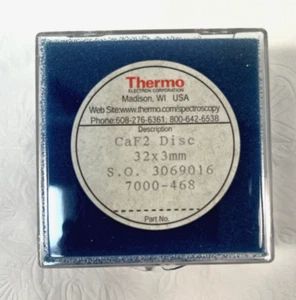 Thermo
ELECTRON CORPORATION
Madison, WI USA
Web Site:www.thermo.com/spectroscopy
Phone:608-276-6361; 800-642-6538
Description
CaF2 Disc
32x3mm
S.O. 3069016
7000-468
Part No.